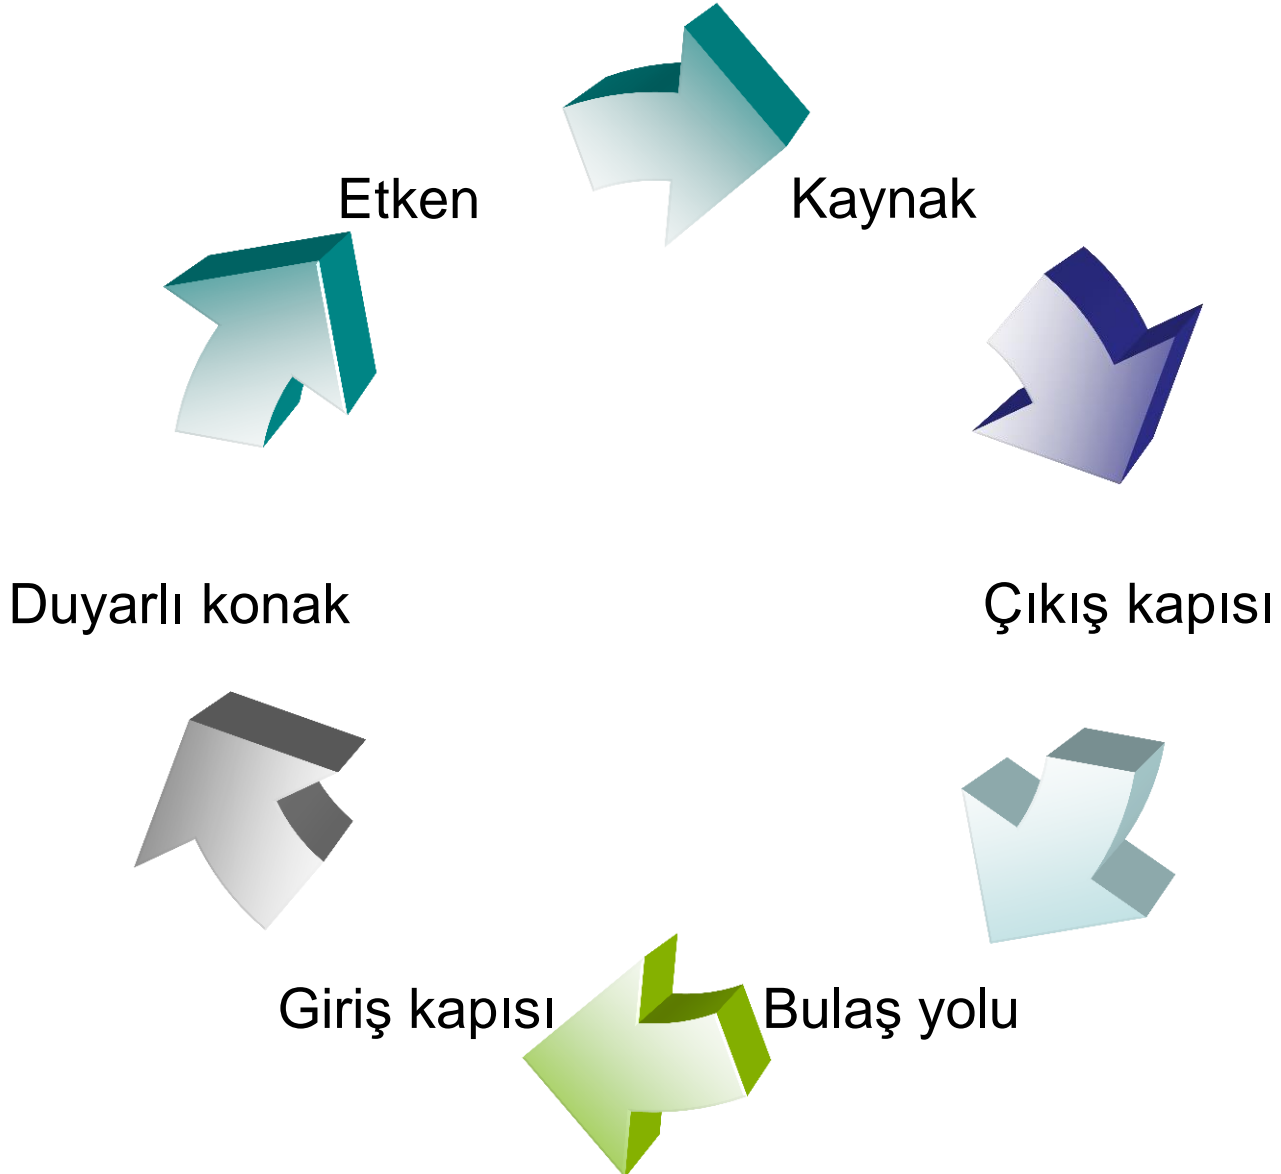 Etken
Kaynak
Duyarlı konak
Çıkış kapısı
Giriş kapısı
Bulaş yolu